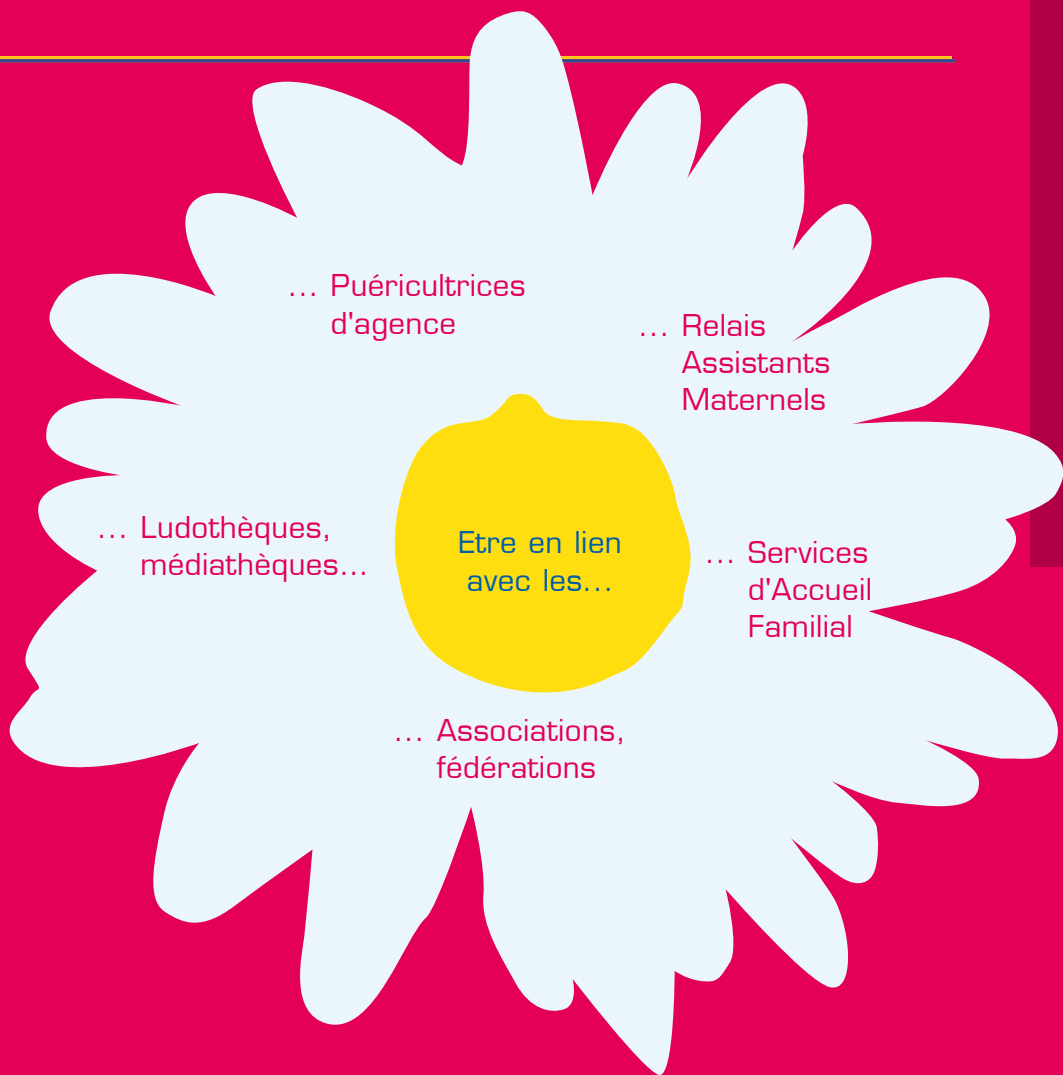 ... Puéricultrices
d'agence
... Relais
Assistants
Maternels
... Ludothèques,
médiathèques...
Etre en lien
avec les...
... Services
d'Accueil
Familial
... Associations,
fédérations